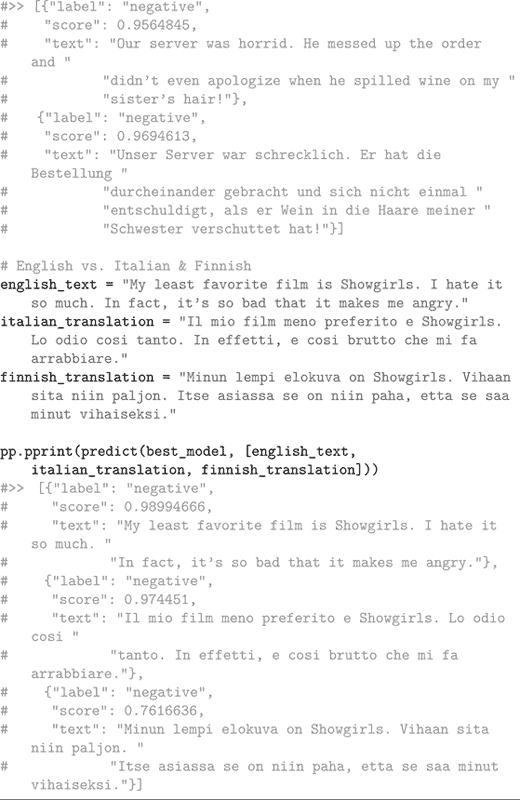 #>> [{"label": "negative",
#     "score": 0.9564845,
#     "text": "Our server was horrid. He messed up the order
and "
#             "didn't even apologize when he spilled wine on my "
#             "sister's hair!"},
#    {"label": "negative",
#     "score": 0.9694613,
#     "text": "Unser Server war schrecklich. Er hat die
Bestellung "
#             "durcheinander gebracht und sich nicht einmal "
#             "entschuldigt, als er Wein in die Haare meiner "
#             "Schwester verschuttet hat!"}]
# English vs. Italian & Finnish
english_text = "My least favorite film is Showgirls. I hate it
so much. In fact, it's so bad that it makes me angry."
italian_translation = "Il mio film meno preferito e Showgirls.
Lo odio cosi tanto. In effetti, e cosi brutto che mi fa
arrabbiare."
finnish_translation = "Minun lempi elokuva on Showgirls. Vihaan
sita niin paljon. Itse asiassa se on niin paha, etta se saa
minut vihaiseksi."
pp.pprint(predict(best_model, [english_text,
italian_translation, finnish_translation]))
#>>  [{"label": "negative",
#      "score": 0.98994666,
#      "text": "My least favorite film is Showgirls. I hate it
so much. "
#              "In fact, it's so bad that it makes me angry."},
#     {"label": "negative",
#      "score": 0.974451,
#      "text": "Il mio film meno preferito e Showgirls. Lo odio
cosi "
#              "tanto. In effetti, e cosi brutto che mi fa
arrabbiare."},
#     {"label": "negative",
#      "score": 0.7616636,
#      "text": "Minun lempi elokuva on Showgirls. Vihaan sita
niin paljon. "
#              "Itse asiassa se on niin paha, etta se saa minut
vihaiseksi."}]